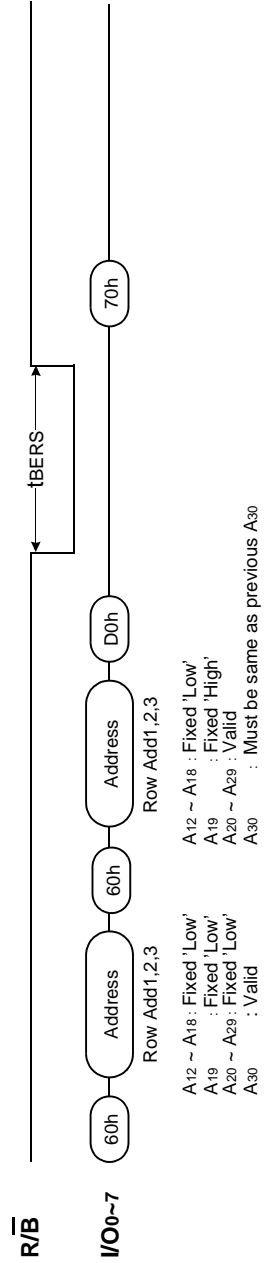 R/B
tBERS
I/O0~7
60h Address 60h Address D0h 70h
Row Add1,2,3 Row Add1,2,3
A12 ~ A18 : Fixed 'Low'
A19 : Fixed 'Low'
A20 ~ A29 : Fixed 'Low'
A30 : Valid
A12 ~ A18 : Fixed 'Low'
A19 : Fixed 'High'
A20 ~ A29 : Valid
A30 : Must be same as previous A30